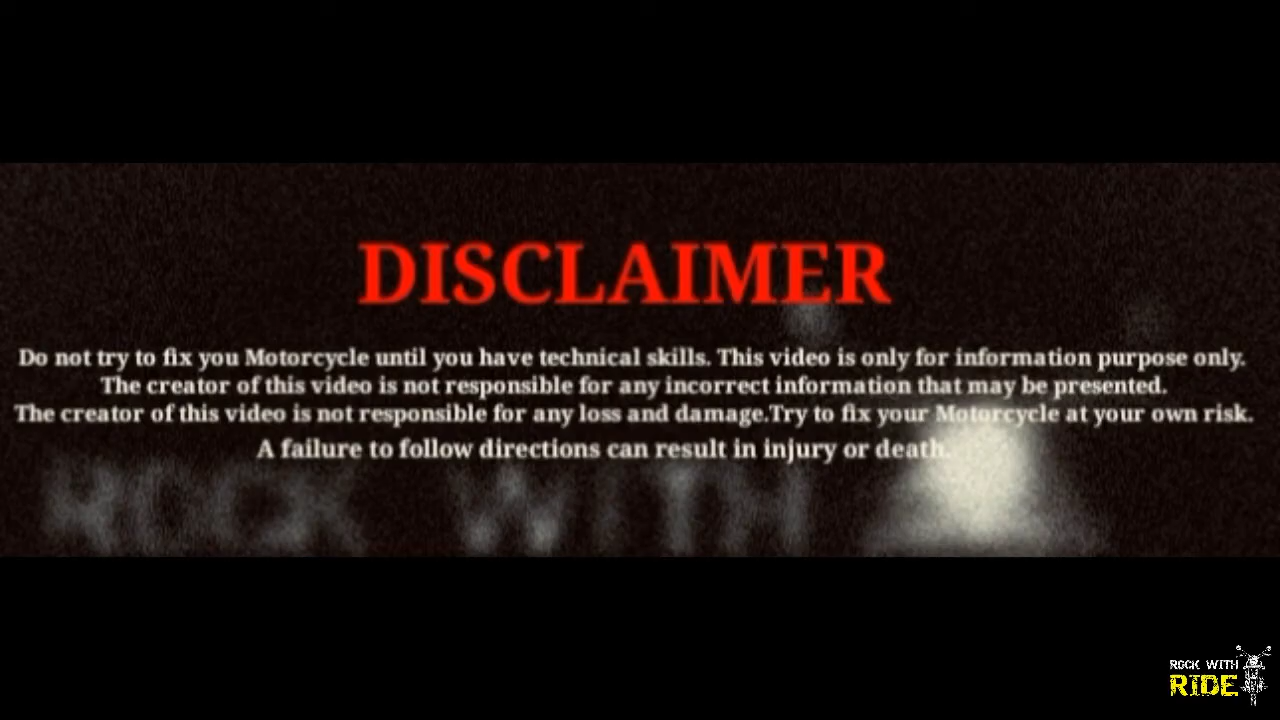 DISCLAIMER
Do not try to fix you Motorcycle until you have technical skills. This video is only for information purpose only.
The creator of this video is not responsible for any incorrect information that may be presented.
The creator of this video is not responsible for any loss and damage.Try to fix your Motorcycle at your own risk.
A failure to follow directions can result in injury or death.
ROCK WITH
ROCK WITH
RIDE